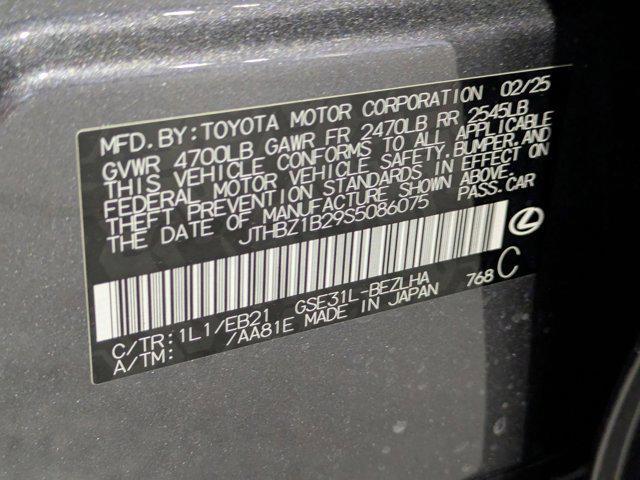 MFD. BY: TOYOTA MOTOR CORPORATION 02/25
GVWR 4700LB GAWR FR 2470LB RR 2545LB
THIS VEHICLE CONFORMS TO ALL APPLICABLE
FEDERAL MOTOR VEHICLE SAFETY, BUMPER, AND
THEFT PREVENTION STANDARDS IN EFFECT ON
THE DATE OF MANUFACTURE SHOWN ABOVE.
JTHBZ1B29S5086075 PASS. CAR
C/TR: 1L1/EB21 GSE31L-BEZLHA 768 C
A/TM: /AA81E MADE IN JAPAN